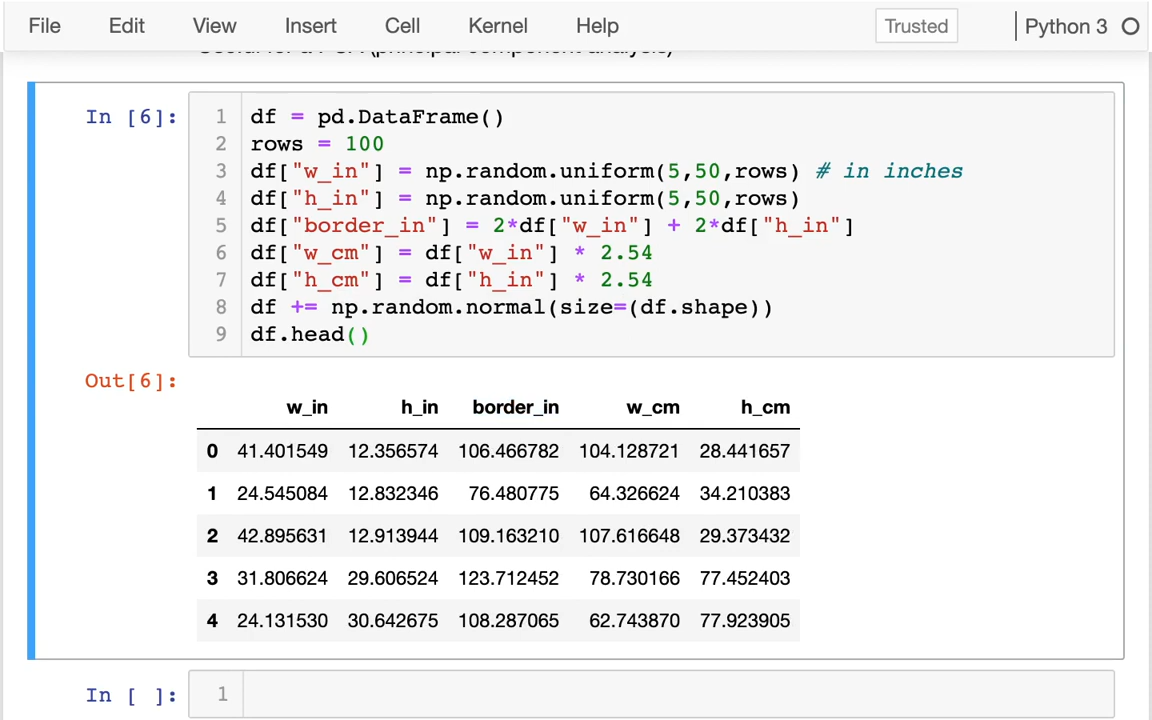 File Edit View Insert Cell Kernel Help Trusted Python 3
In [6]:
1 df = pd.DataFrame()
2 rows = 100
3 df["w_in"] = np.random.uniform(5,50,rows) # in inches
4 df["h_in"] = np.random.uniform(5,50,rows)
5 df["border_in"] = 2*df["w_in"] + 2*df["h_in"]
6 df["w_cm"] = df["w_in"] * 2.54
7 df["h_cm"] = df["h_in"] * 2.54
8 df += np.random.normal(size=(df.shape))
9 df.head()
Out[6]:
w_in h_in border_in w_cm h_cm
0 41.401549 12.356574 106.466782 104.128721 28.441657
1 24.545084 12.832346 76.480775 64.326624 34.210383
2 42.895631 12.913944 109.163210 107.616648 29.373432
3 31.806624 29.606524 123.712452 78.730166 77.452403
4 24.131530 30.642675 108.287065 62.743870 77.923905
In [ ]: 1